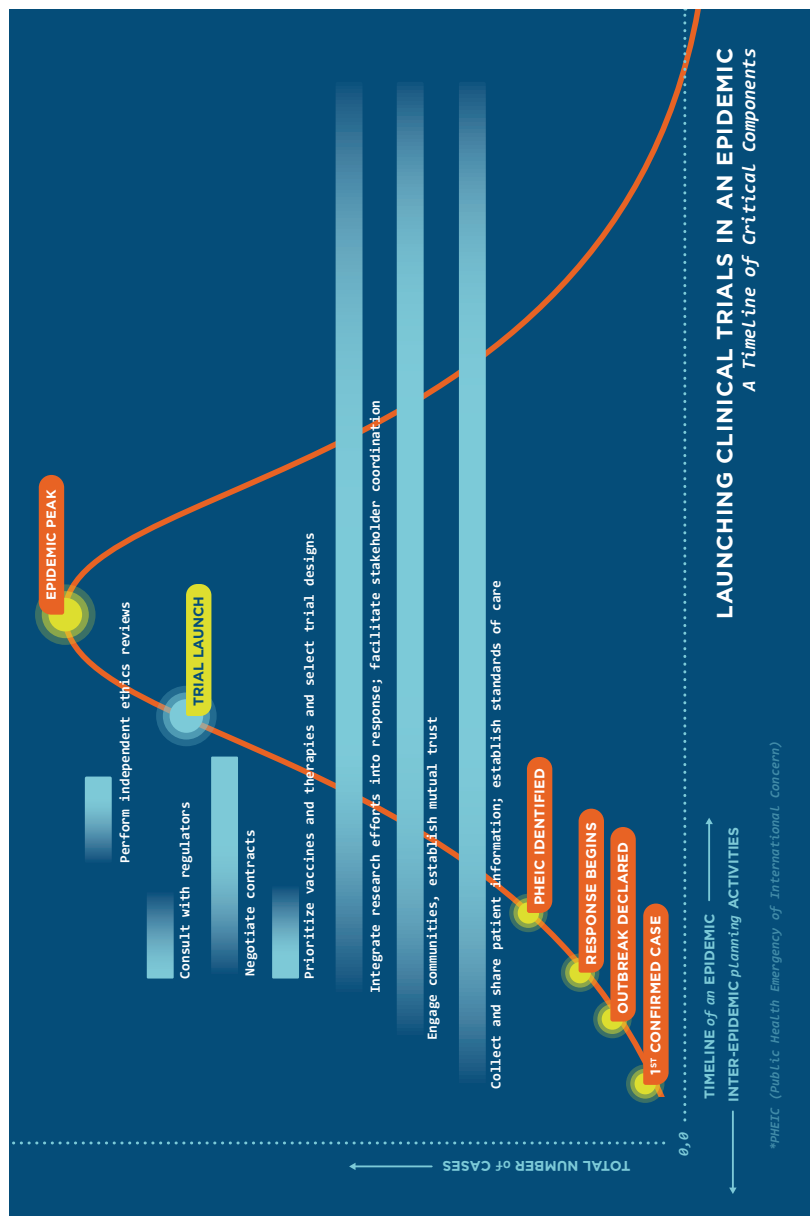 EPIDEMIC PEAK
Perform independent ethics reviews
TRIAL LAUNCH
Consult with regulators
Negotiate contracts
Prioritize vaccines and therapies and select trial designs
Integrate research efforts into response; facilitate stakeholder coordination
Engage communities, establish mutual trust
Collect and share patient information; establish standards of care
PHEIC IDENTIFIED
RESPONSE BEGINS
OUTBREAK DECLARED
1ST CONFIRMED CASE
TOTAL NUMBER of CASES
0,0
TIMELINE of an EPIDEMIC
INTER-EPIDEMIC planning ACTIVITIES
LAUNCHING CLINICAL TRIALS IN AN EPIDEMIC
A Timeline of Critical Components
*PHEIC (Public Health Emergency of International Concern)